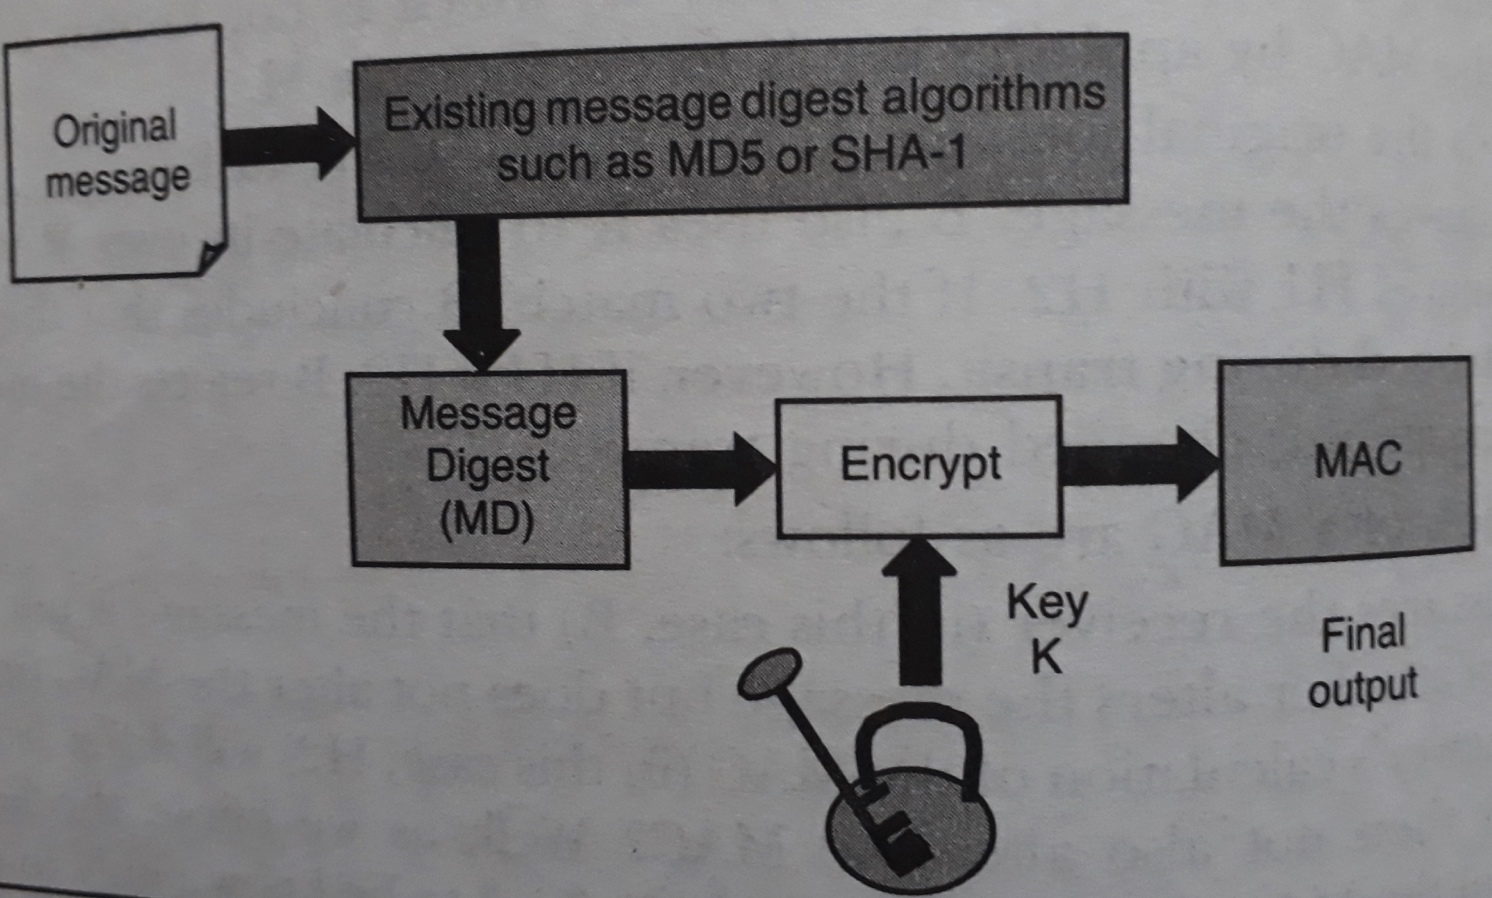 Original
message
Existing message digest algorithms
such as MD5 or SHA-1
Message
Digest
(MD)
Encrypt
MAC
Key
K
Final
output